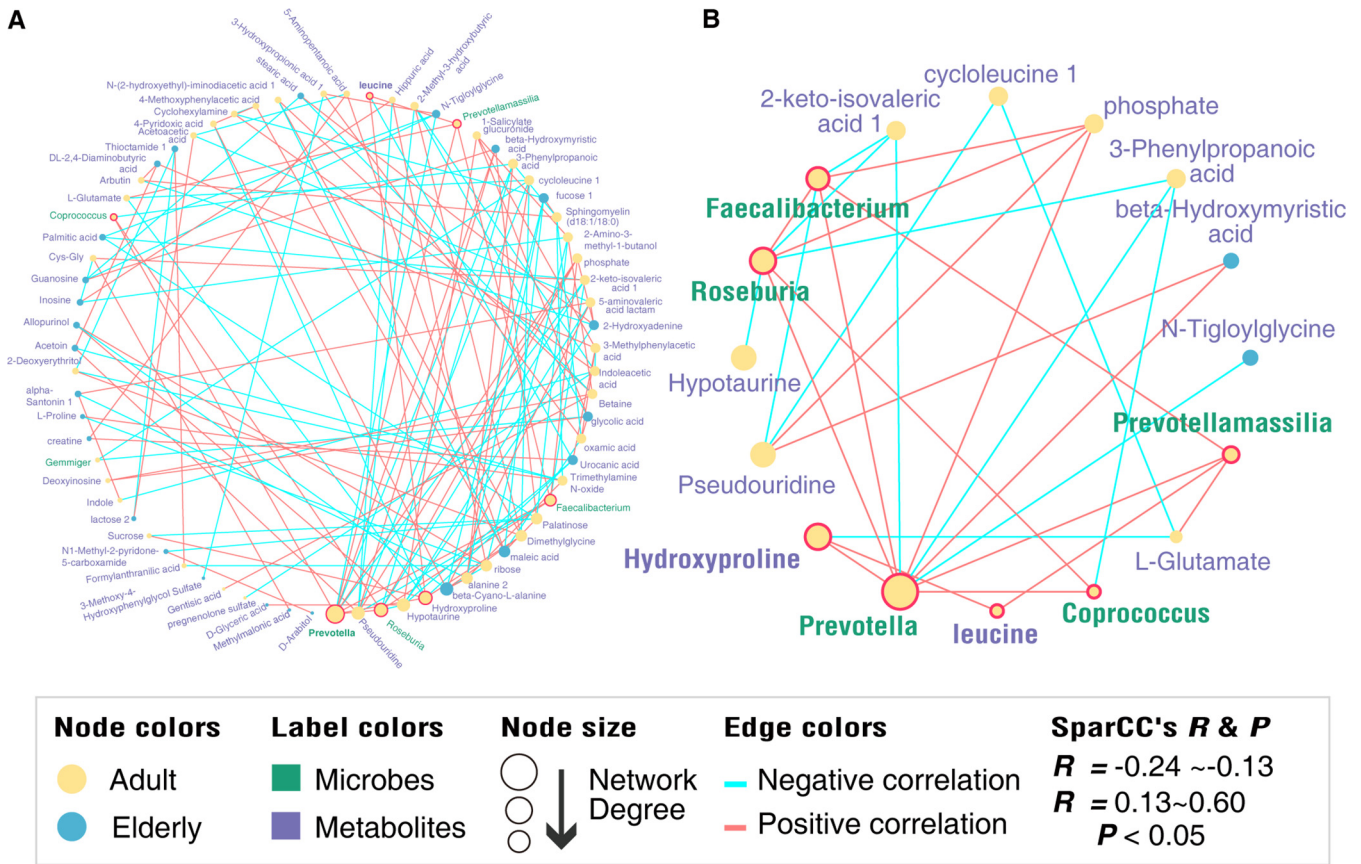 A
3-Hydroxypropionic acid 1
5-Aminopentanoic acid
stearic acid
N-(2-hydroxyethyl)-iminodiacetic acid 1
4-Methoxyphenylacetic acid
Cyclohexylamine
4-Pyridoxic acid
Acetoacetic
acid
Thioctamide 1
DL-2,4-Diaminobutyric
acid
Arbutin
L-Glutamate
Coprococcus
Palmitic acid
Cys-Gly
Guanosine
Inosine
Allopurinol
Acetoin
2-Deoxyerythritol
alpha-
Santonin 1
L-Proline
creatine
Gemmiger
Deoxyinosine
Indole
lactose 2
Sucrose
N1-Methyl-2-pyridone-
5-carboxamide
Formylanthranilic acid
3-Methoxy-4-
Hydroxyphenylglycol Sulfate
Gentisic acid
pregnenolone sulfate
D-Glyceric acid
Methylmalonic acid
D-Arabitol
leucine
Hippuric acid
2-Methyl-3-hydroxybutyric
acid
N-Tigloylglycine
Prevotellamassilia
1-Salicylate
glucuronide
beta-Hydroxymyristic
acid
3-Phenylpropanoic
acid
cycloleucine 1
fucose 1
Sphingomyelin
(d18:1/18:0)
2-Amino-3-
methyl-1-butanol
phosphate
2-keto-isovaleric
acid 1
5-aminovaleric
acid lactam
2-Hydroxyadenine
3-Methylphenylacetic
acid
Indoleacetic
acid
Betaine
glycolic acid
oxamic acid
Urocanic acid
Trimethylamine
N-oxide
Faecalibacterium
Palatinose
Dimethylglycine
maleic acid
ribose
alanine 2
beta-Cyano-L-alanine
Hydroxyproline
Hypotaurine
Roseburia
Pseudouridine
Prevotella
B
cycloleucine 1
2-keto-isovaleric
acid 1
phosphate
3-Phenylpropanoic
acid
beta-Hydroxymyristic
acid
Faecalibacterium
Roseburia
N-Tigloylglycine
Hypotaurine
Prevotellamassilia
Pseudouridine
Hydroxyproline
L-Glutamate
Prevotella
leucine
Coprococcus
Node colors
Adult
Elderly
Label colors
Microbes
Metabolites
Node size
Network
Degree
Edge colors
Negative correlation
Positive correlation
SparCC's R & P
R = -0.24 ~-0.13
R = 0.13~0.60
P < 0.05